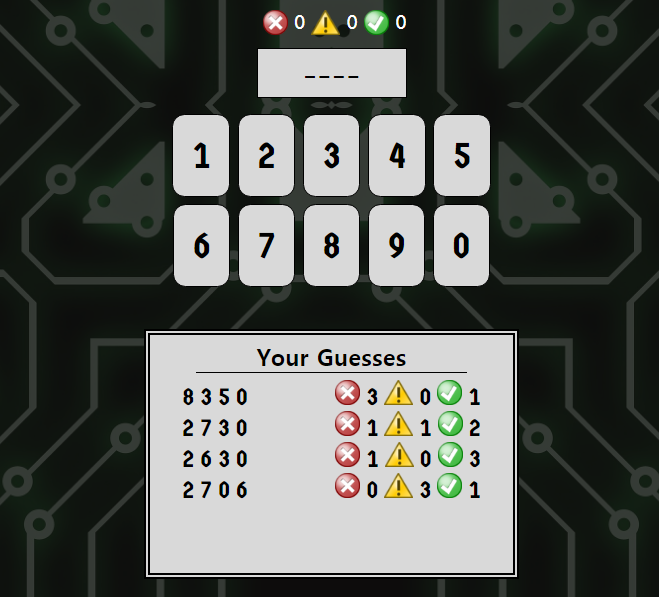 0 0 0
----
1 2 3 4 5
6 7 8 9 0
Your Guesses
8 3 5 0 3 0 1
2 7 3 0 1 1 2
2 6 3 0 1 0 3
2 7 0 6 0 3 1